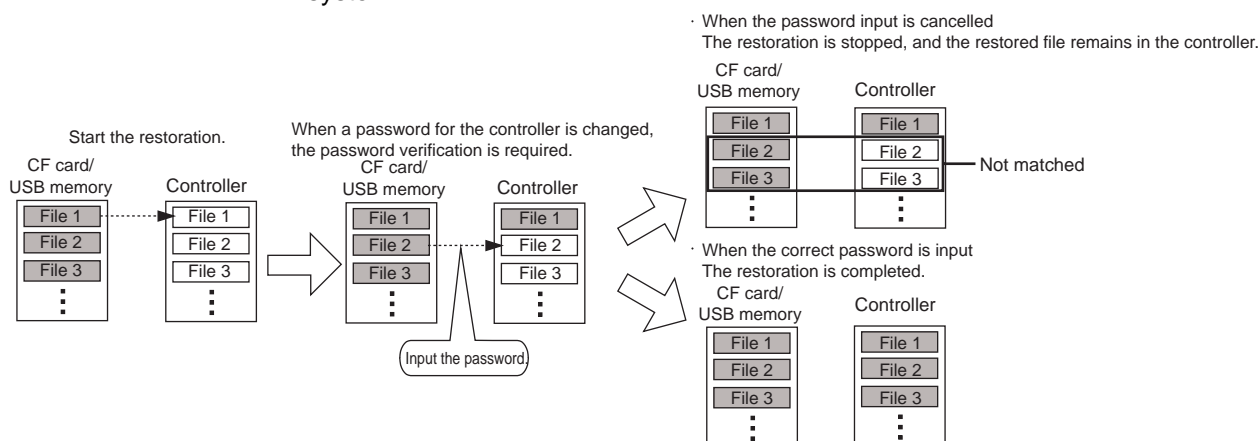 · When the password input is cancelled
The restoration is stopped, and the restored file remains in the controller.
CF card/
USB memory
Controller
File 1
File 1
File 2
File 2
File 3
File 3
Not matched
Start the restoration.
CF card/
USB memory
Controller
File 1
File 1
File 2
File 2
File 3
File 3
When a password for the controller is changed,
the password verification is required.
CF card/
USB memory
Controller
File 1
File 1
File 2
File 2
File 3
File 3
Input the password.
· When the correct password is input
The restoration is completed.
CF card/
USB memory
Controller
File 1
File 1
File 2
File 2
File 3
File 3